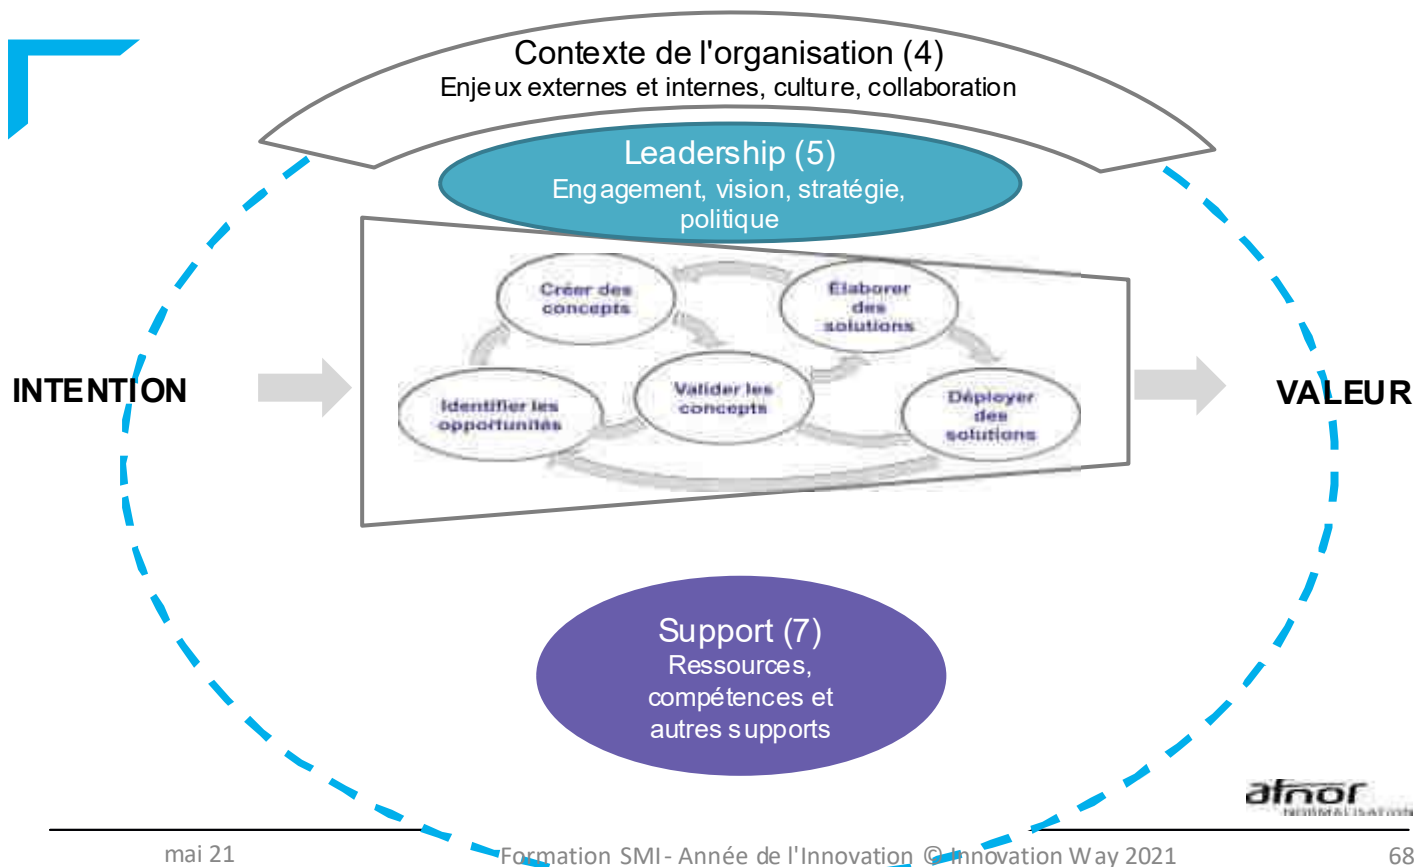 Contexte de l'organisation (4)
Enjeux externes et internes, culture, collaboration
Leadership (5)
Engagement, vision, stratégie,
politique
Créer des
concepts
Élaborer
des
solutions
INTENTION
Identifier les
opportunités
Valider les
concepts
Déployer
des
solutions
VALEUR
Support (7)
Ressources,
compétences et
autres supports
afnor
NORMALISATION
mai 21
Formation SMI - Année de l'Innovation © Innovation Way 2021
68